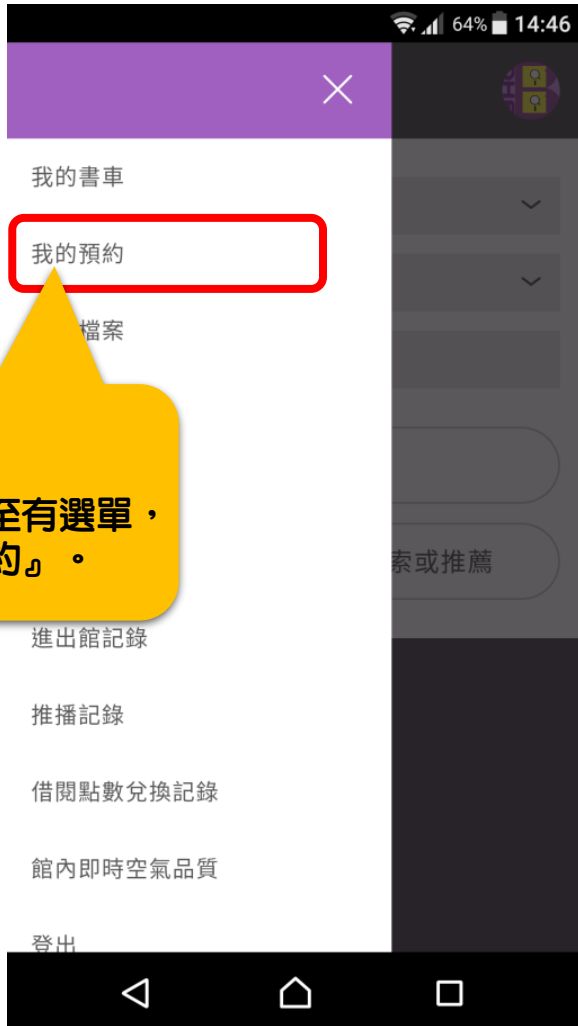 64% 14:46
我的書車
我的預約
檔案
至有選單，
約』。
索或推薦
進出館記錄
推播記錄
借閱點數兌換記錄
館內即時空氣品質
登出